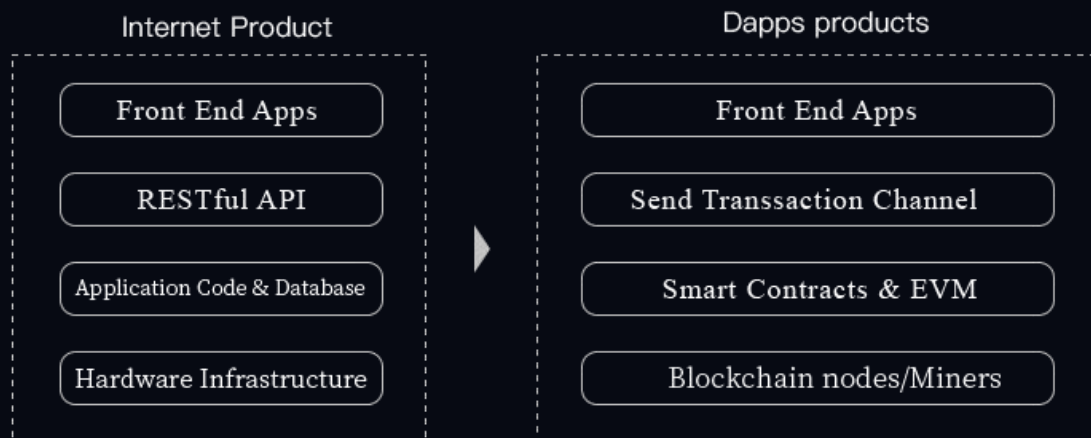 Internet Product
Front End Apps
RESTful API
Application Code & Database
Hardware Infrastructure
Dapps products
Front End Apps
Send Transsaction Channel
Smart Contracts & EVM
Blockchain nodes/Miners